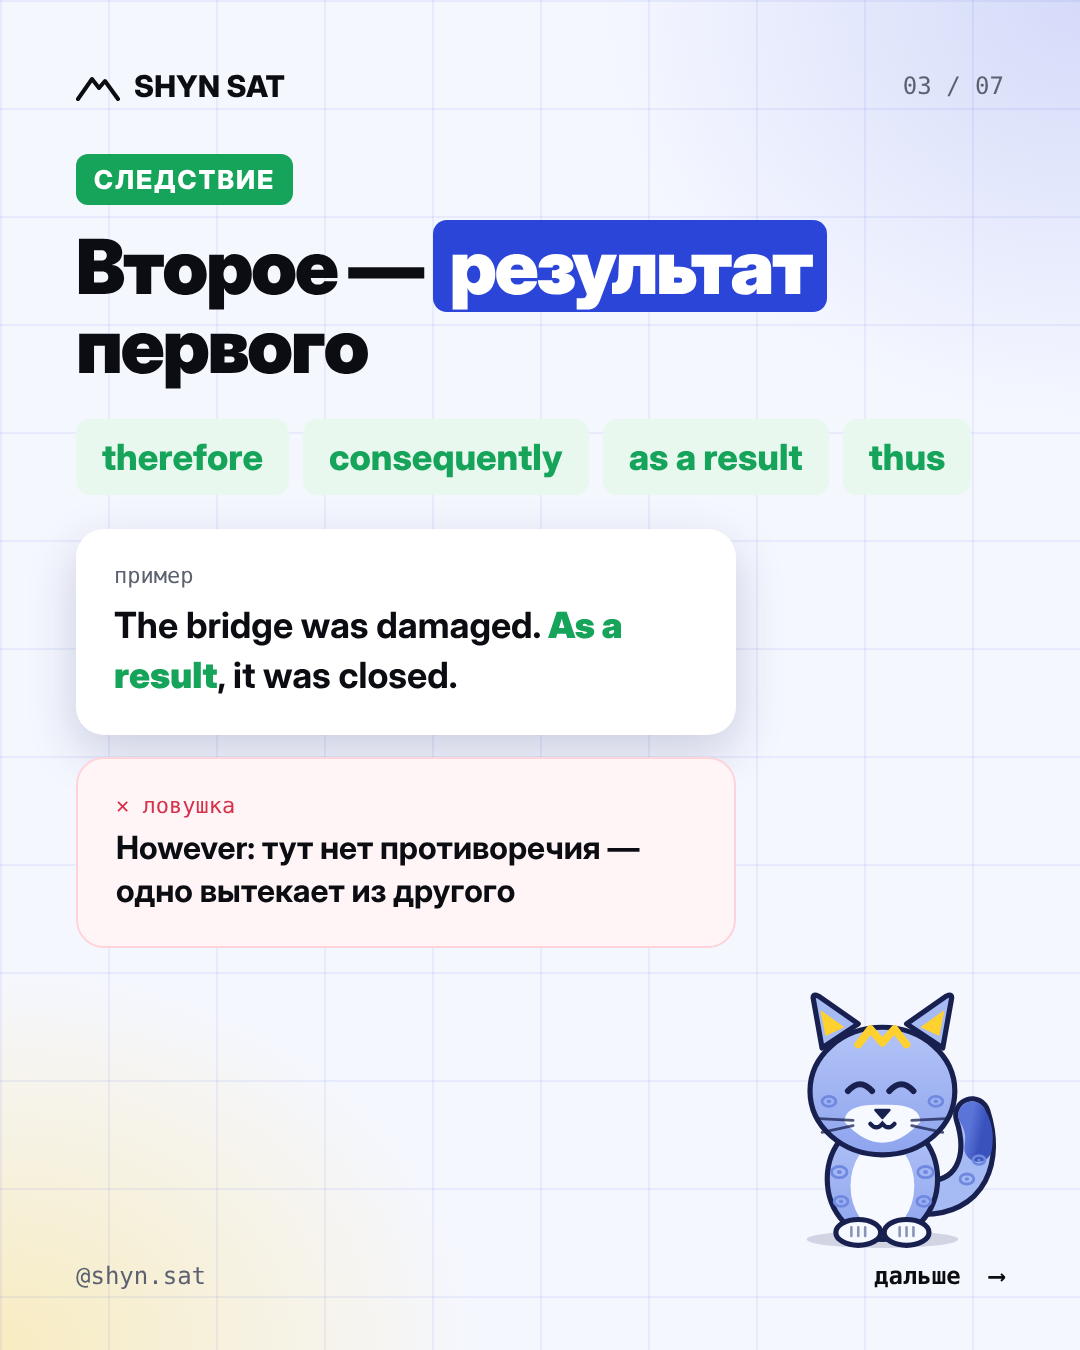 SHYN SAT
03 / 07
СЛЕДСТВИЕ
Второе — результат
первого
therefore consequently as a result thus
пример
The bridge was damaged. As a
result, it was closed.
× ловушка
However: тут нет противоречия —
одно вытекает из другого
@shyn.sat
дальше →